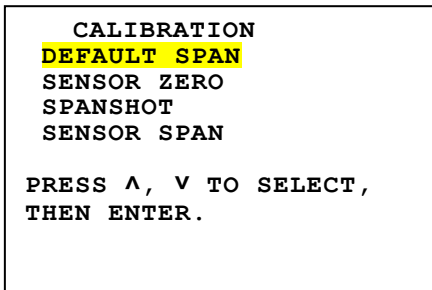 CALIBRATION
DEFAULT SPAN
SENSOR ZERO
SPANSHOT
SENSOR SPAN
PRESS ʌ, V TO SELECT,
THEN ENTER.